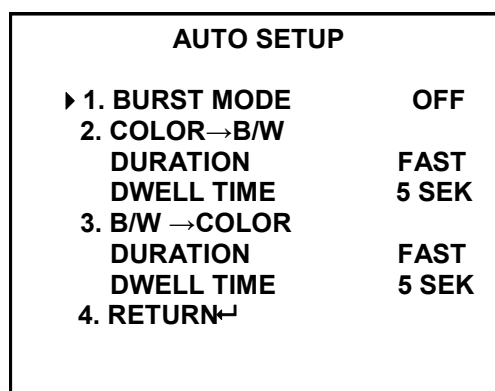 AUTO SETUP
1. BURST MODE OFF
2. COLOR→B/W
DURATION FAST
DWELL TIME 5 SEK
3. B/W →COLOR
DURATION FAST
DWELL TIME 5 SEK
4. RETURN↵